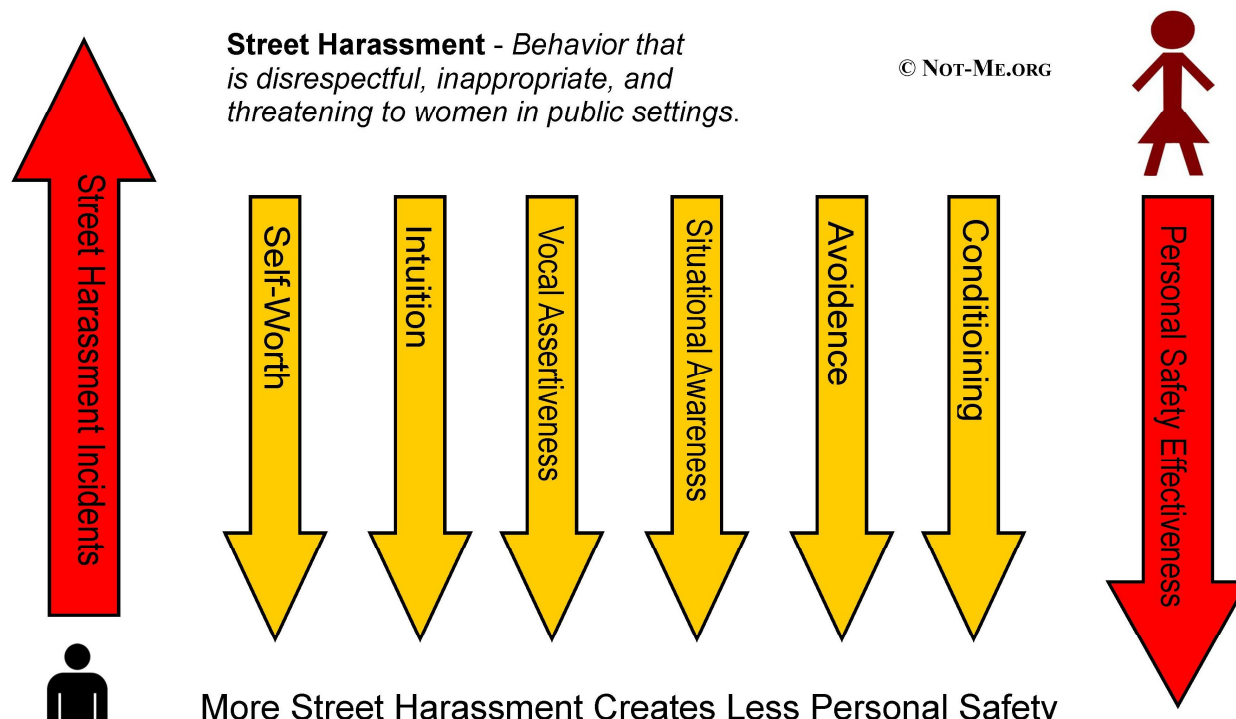 Street Harassment - Behavior that
is disrespectful, inappropriate, and
threatening to women in public settings.
© NOT-ME.ORG
Street Harassment Incidents
Self-Worth
Intuition
Vocal Assertiveness
Situational Awareness
Avoidence
Conditioining
Personal Safety Effectiveness
More Street Harassment Creates Less Personal Safety